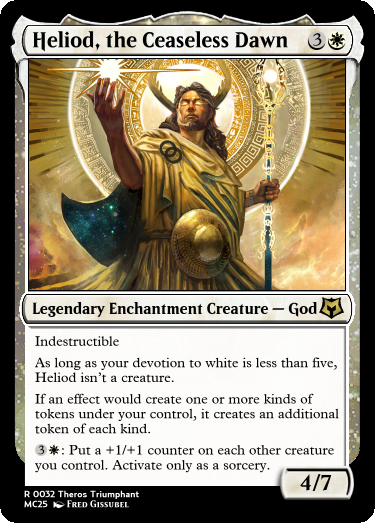 Heliod, the Ceaseless Dawn 3
Legendary Enchantment Creature — God
Indestructible
As long as your devotion to white is less than five,
Heliod isn't a creature.
If an effect would create one or more kinds of
tokens under your control, it creates an additional
token of each kind.
3: Put a +1/+1 counter on each other creature
you control. Activate only as a sorcery.
4/7
R 0032 Theros Triumphant
MC25 Fred Gissubel